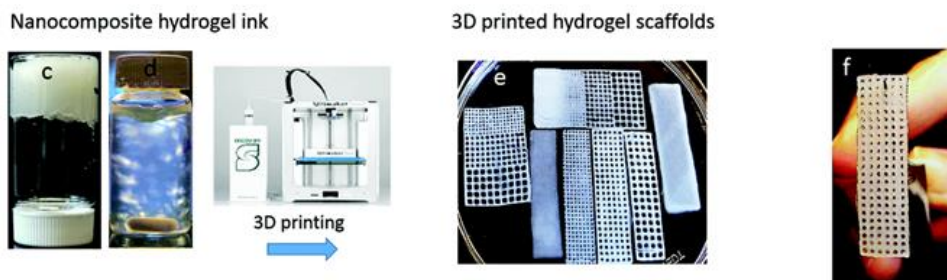 Nanocomposite hydrogel ink
3D printed hydrogel scaffolds
c
d
e
f
3D printing